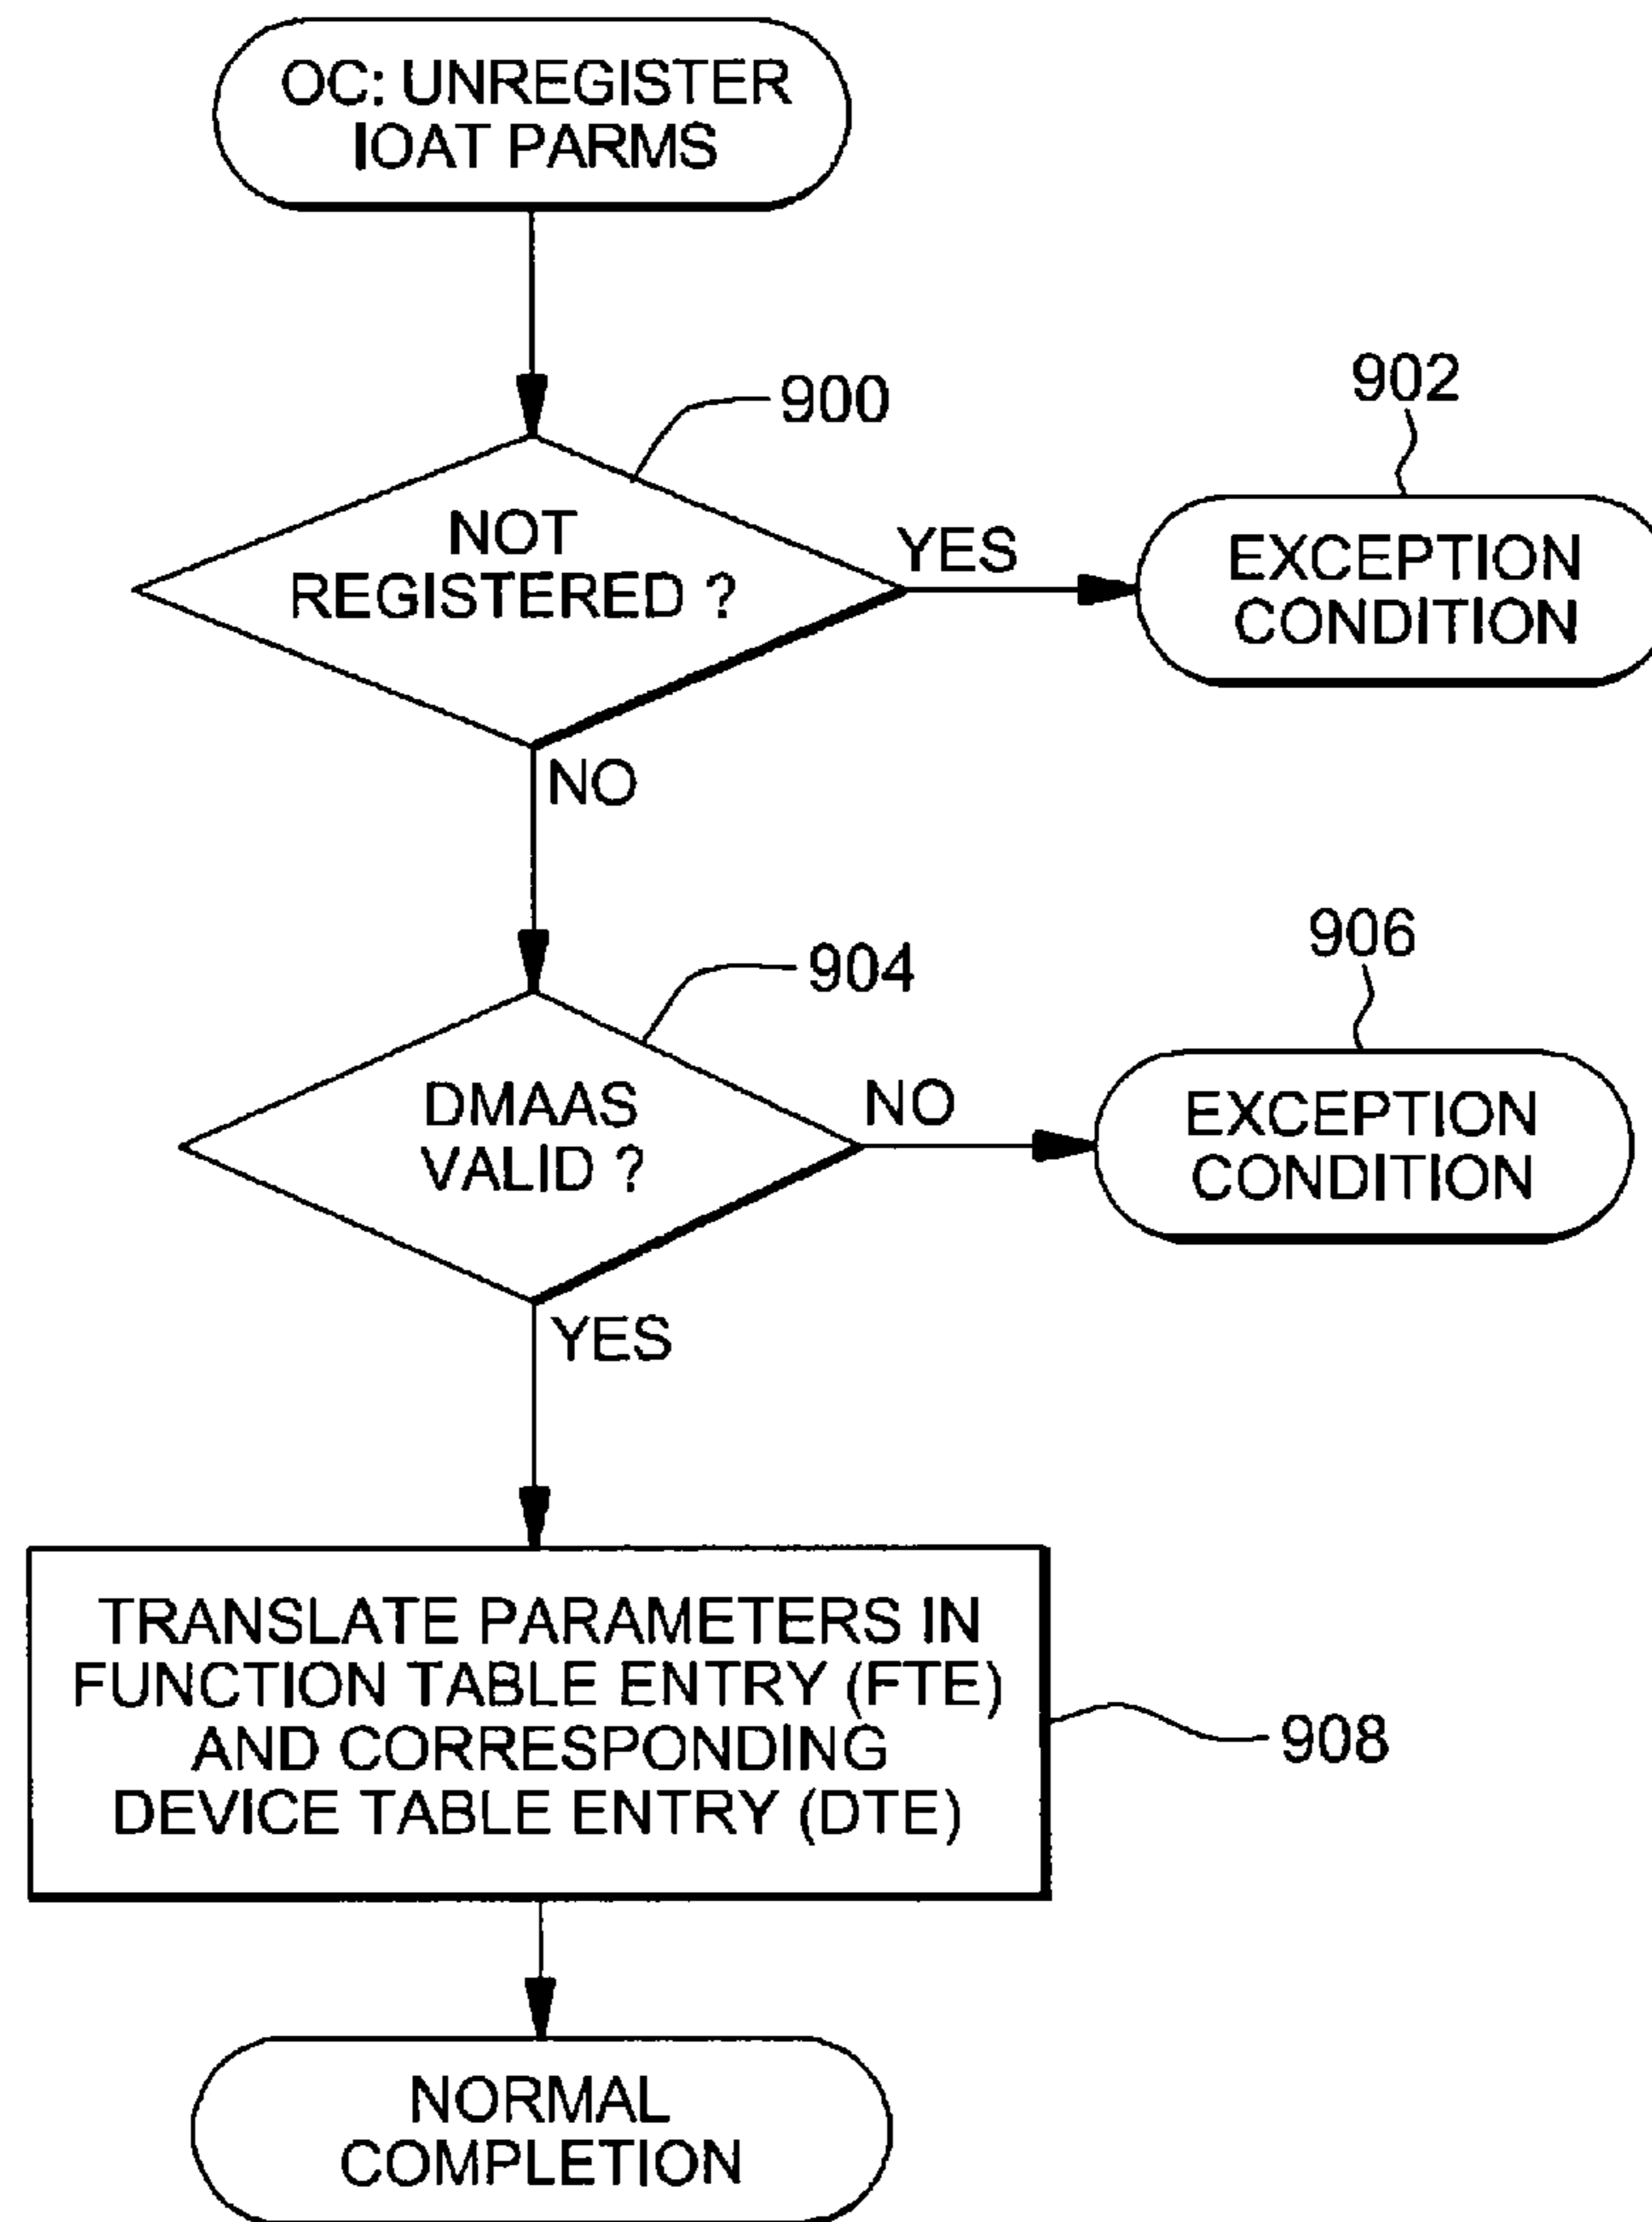 OC: UNREGISTER
IOAT PARMS
900
NOT
REGISTERED ?
YES
902
EXCEPTION
CONDITION
NO
904
DMAAS
VALID ?
NO
906
EXCEPTION
CONDITION
YES
TRANSLATE PARAMETERS IN
FUNCTION TABLE ENTRY (FTE)
AND CORRESPONDING
DEVICE TABLE ENTRY (DTE)
908
NORMAL
COMPLETION